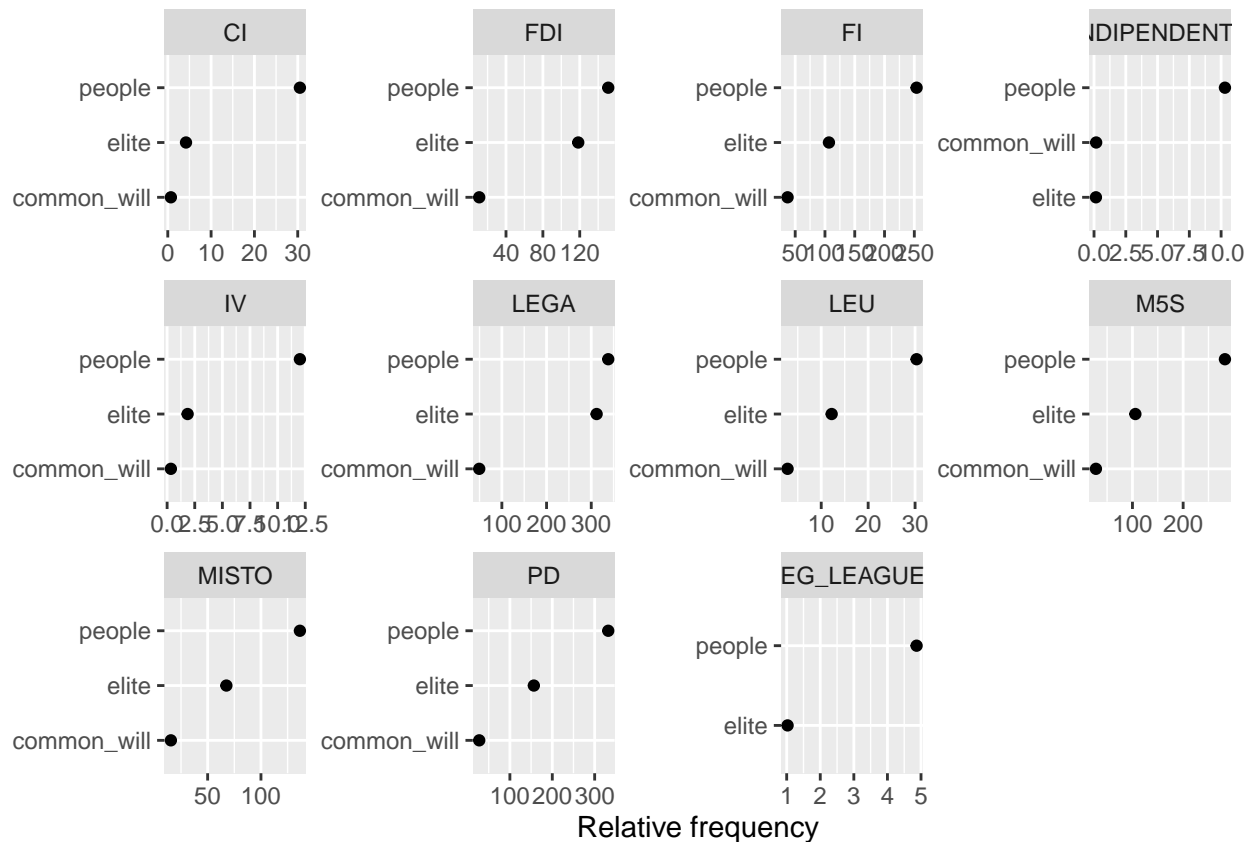 CI
people
elite
common_will
0 10 20 30
FDI
people
elite
common_will
40 80 120
FI
people
elite
common_will
50 100 150 200 250
NDIPENDENT
people
common_will
elite
0.0 2.5 5.0 7.5 10.0
IV
people
elite
common_will
0.0 2.5 5.0 7.5 10.0 12.5
LEGA
people
elite
common_will
100 200 300
LEU
people
elite
common_will
10 20 30
M5S
people
elite
common_will
100 200
MISTO
people
elite
common_will
50 100
PD
people
elite
common_will
100 200 300
EG_LEAGUE
people
elite
1 2 3 4 5
Relative frequency